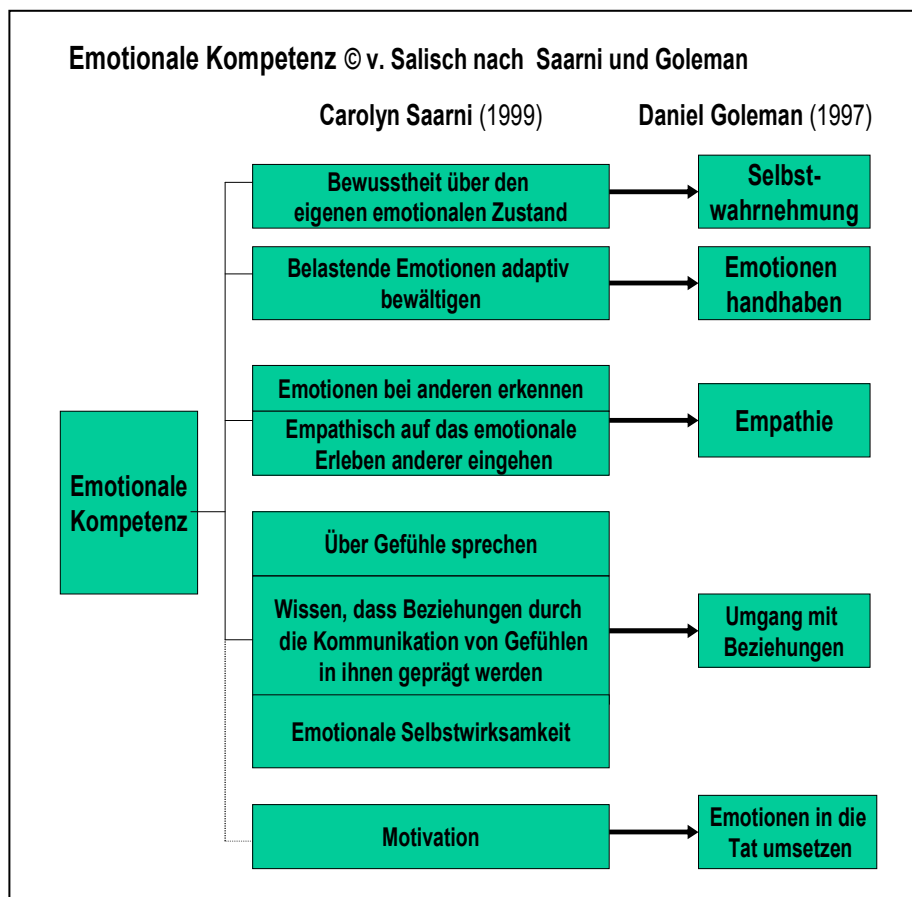 Emotionale Kompetenz © v. Salisch nach Saarni und Goleman
Carolyn Saarni (1999)
Daniel Goleman (1997)
Bewusstheit über den
eigenen emotionalen Zustand
Selbst-
wahrnehmung
Belastende Emotionen adaptiv
bewältigen
Emotionen
handhaben
Emotionen bei anderen erkennen
Empathisch auf das emotionale
Erleben anderer eingehen
Empathie
Emotionale
Kompetenz
Über Gefühle sprechen
Wissen, dass Beziehungen durch
die Kommunikation von Gefühlen
in ihnen geprägt werden
Emotionale Selbstwirksamkeit
Umgang mit
Beziehungen
Motivation
Emotionen in die
Tat umsetzen